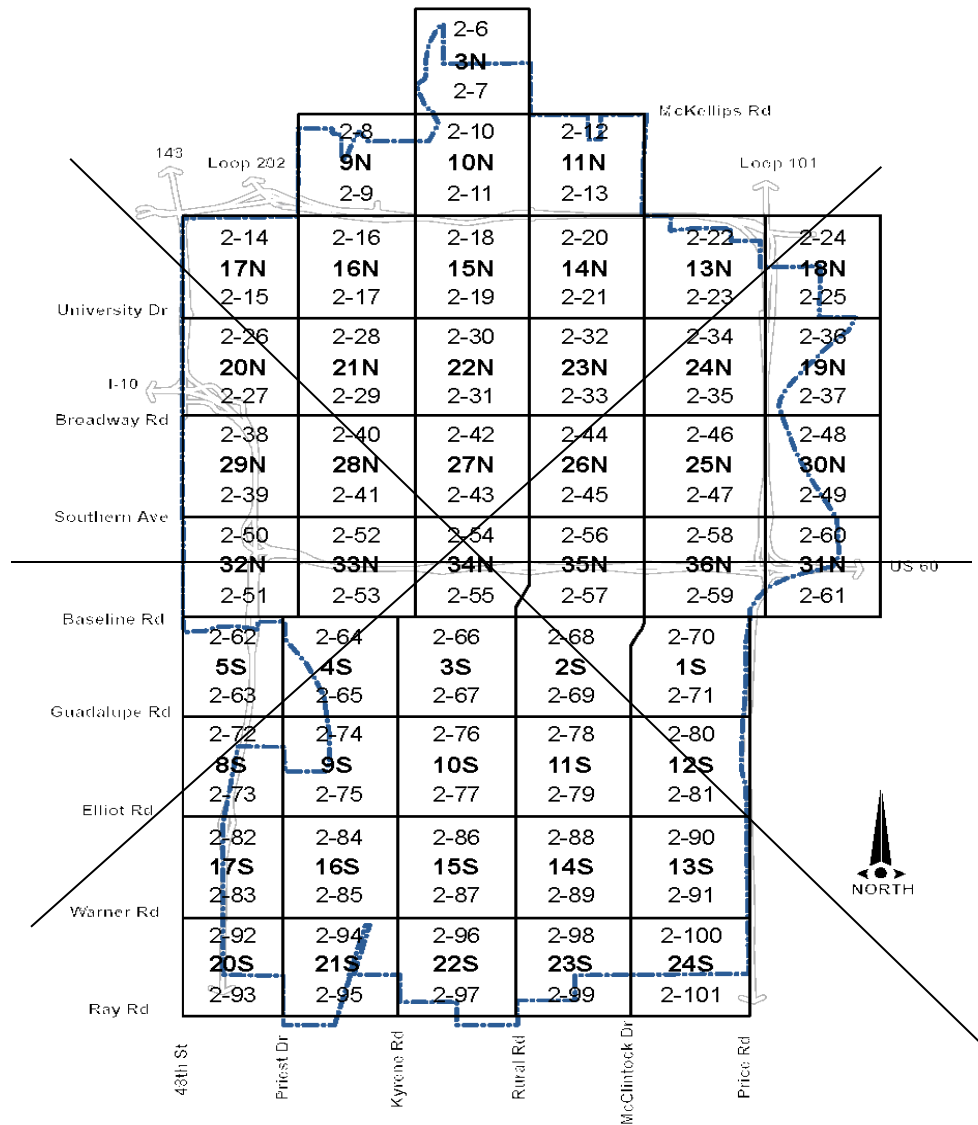 2-6
3N
2-7
McKellips Rd
2-8 2-10 2-12
9N 10N 11N
2-9 2-11 2-13
143 Loop 202 Loop 101
2-14 2-16 2-18 2-20 2-22 2-24
17N 16N 15N 14N 13N 18N
2-15 2-17 2-19 2-21 2-23 2-25
University Dr
2-26 2-28 2-30 2-32 2-34 2-36
20N 21N 22N 23N 24N 19N
I-10
2-27 2-29 2-31 2-33 2-35 2-37
Broadway Rd
2-38 2-40 2-42 2-44 2-46 2-48
29N 28N 27N 26N 25N 30N
2-39 2-41 2-43 2-45 2-47 2-49
Southern Ave
2-50 2-52 2-54 2-56 2-58 2-60
32N 33N 34N 35N 36N 31N
US 60
2-51 2-53 2-55 2-57 2-59 2-61
Baseline Rd
2-62 2-64 2-66 2-68 2-70
5S 4S 3S 2S 1S
2-63 2-65 2-67 2-69 2-71
Guadalupe Rd
2-72 2-74 2-76 2-78 2-80
8S 9S 10S 11S 12S
2-73 2-75 2-77 2-79 2-81
Elliot Rd
2-82 2-84 2-86 2-88 2-90
17S 16S 15S 14S 13S
2-83 2-85 2-87 2-89 2-91
NORTH
Warner Rd
2-92 2-94 2-96 2-98 2-100
20S 21S 22S 23S 24S
2-93 2-95 2-97 2-99 2-101
Ray Rd
48th St
Priest Dr
Kyrene Rd
Rural Rd
McClintock Dr
Price Rd